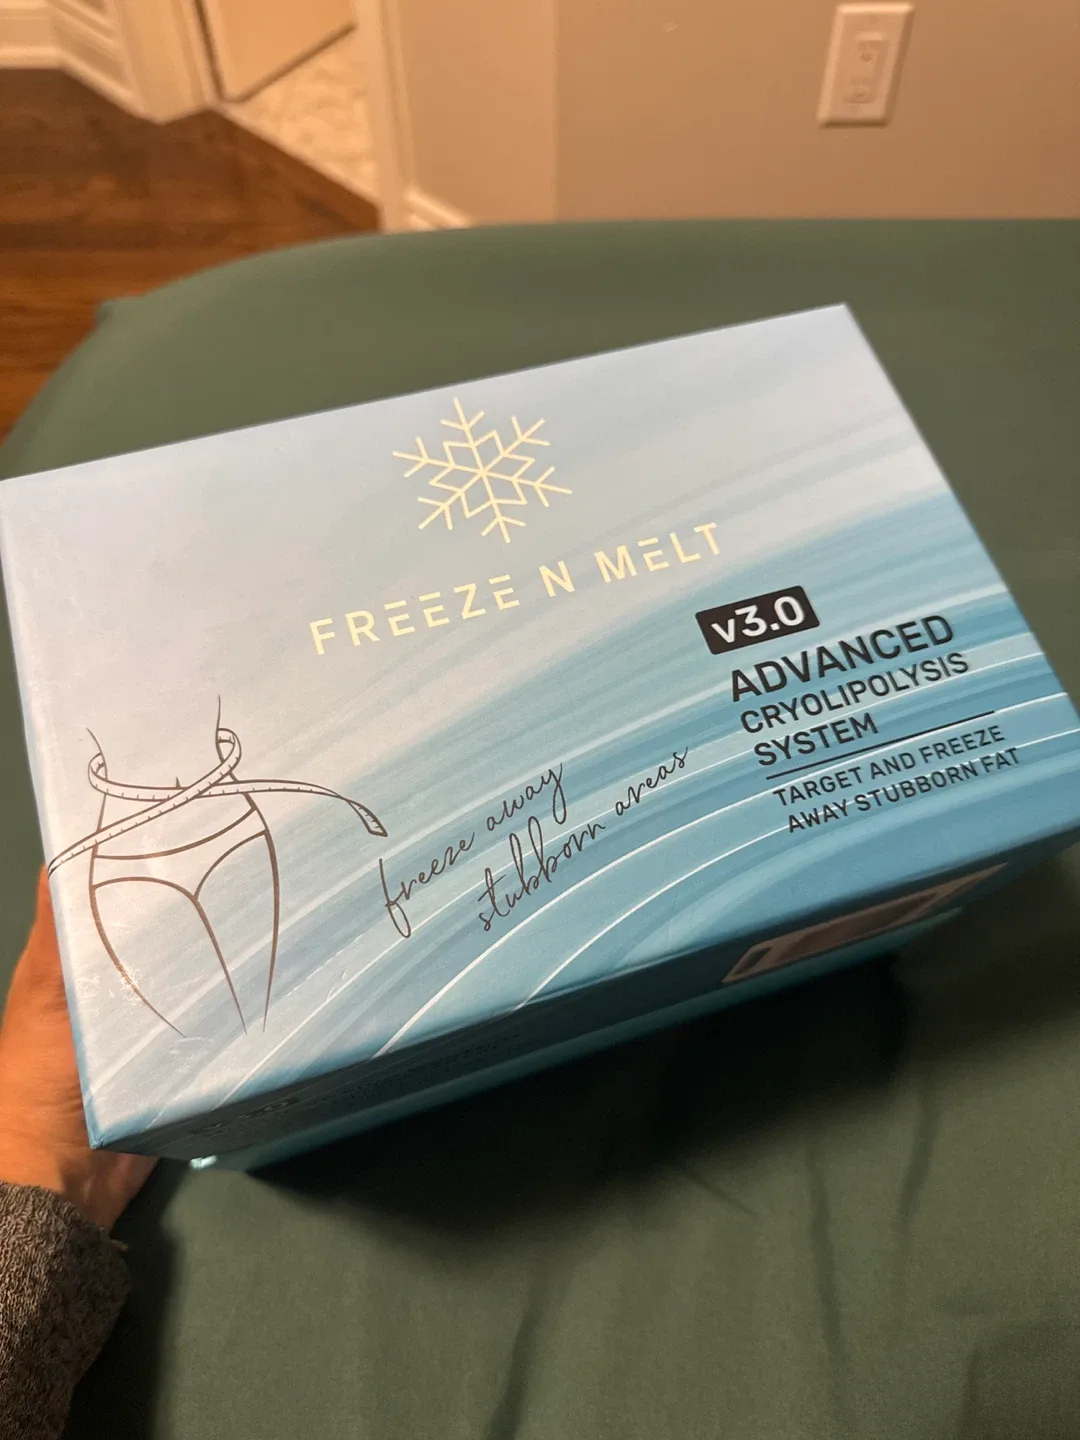 FREEZE N MELT
v3.0
ADVANCED
CRYOLIPOLYSIS
SYSTEM
TARGET AND FREEZE
AWAY STUBBORN FAT
freeze away
stubborn areas